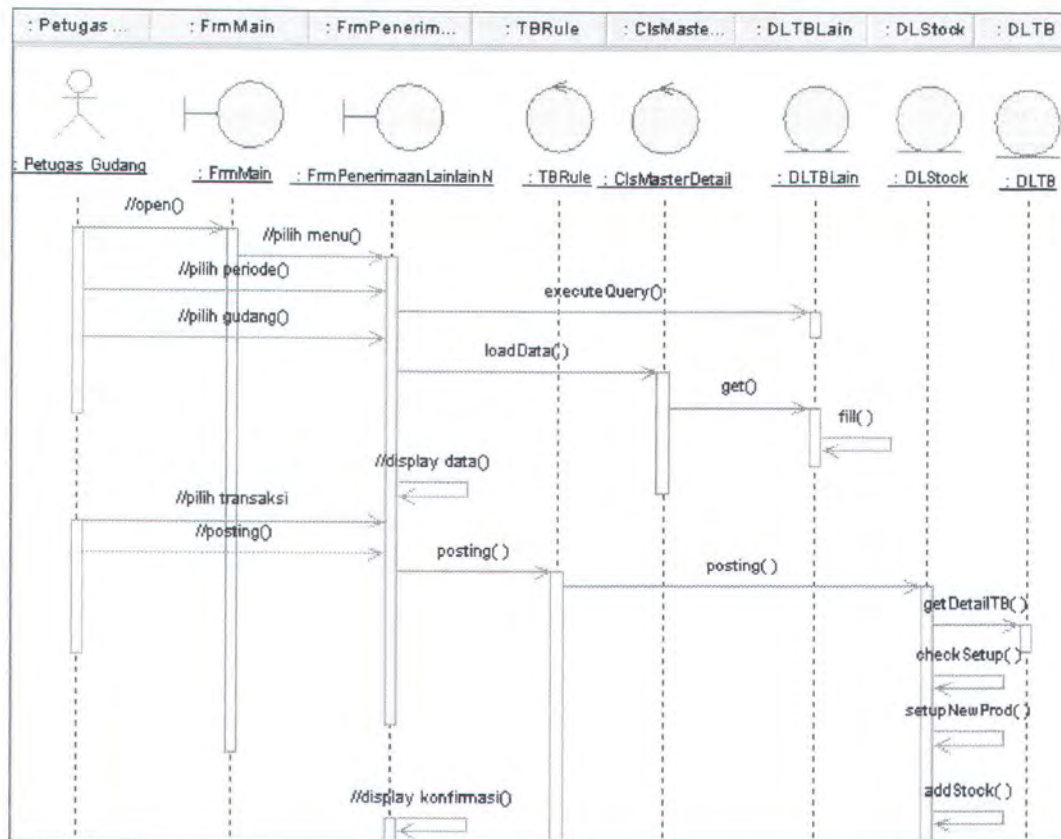 : Petugas ... : FrmMain : FrmPenerim... : TBRule : ClsMaste... : DLTBLain : DLStock : DLTB
: Petugas Gudang : FrmMain : FrmPenerimaanLainlainN : TBRule : ClsMasterDetail : DLTBLain : DLStock : DLTB
//open()
//pilih menu()
//pilih periode()
executeQuery()
//pilih gudang()
loadData( )
get()
fill( )
//display data()
//pilih transaksi
//posting()
posting( )
posting( )
getDetailTB( )
checkSetup( )
setupNewProd( )
addStock( )
//display konfirmasi()